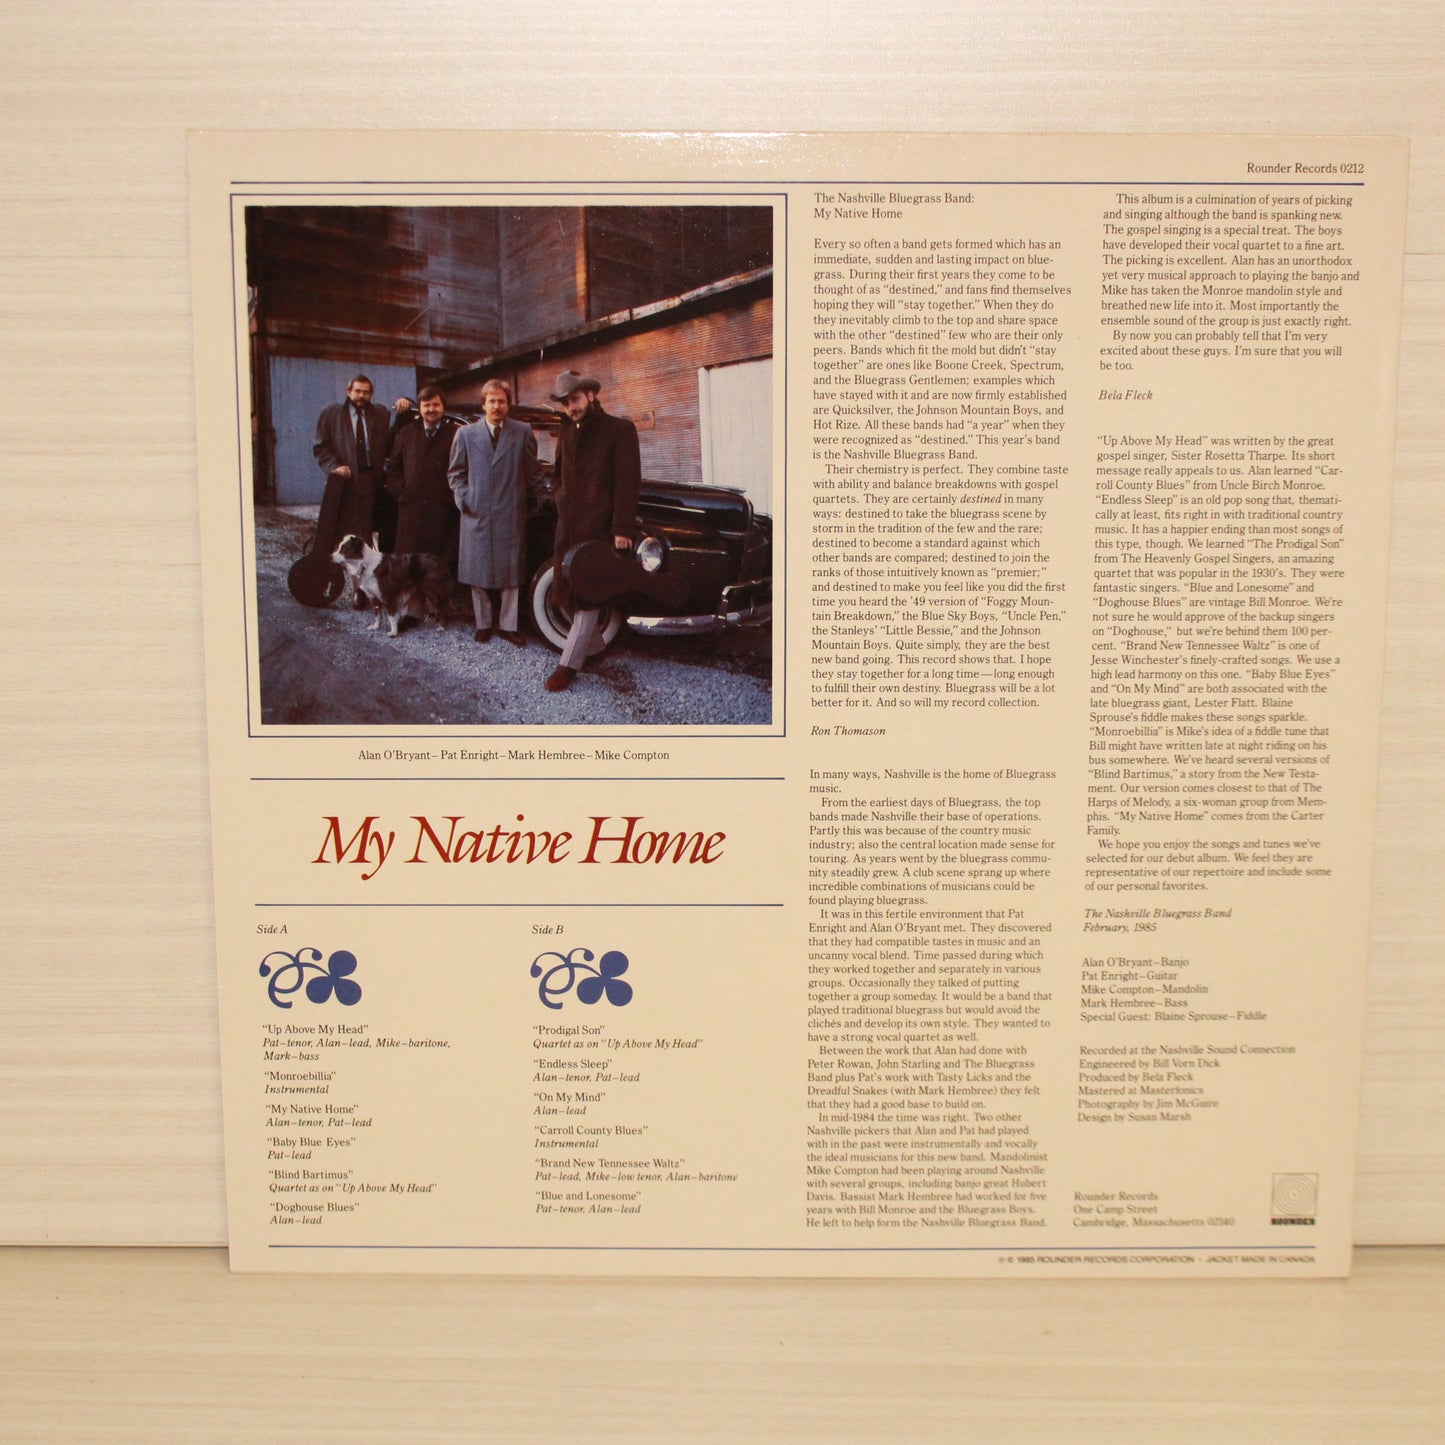 Rounder Records 0212
Alan O'Bryant – Pat Enright – Mark Hembree – Mike Compton
My Native Home
Side A
"Up Above My Head"
Pat–tenor, Alan–lead, Mike–baritone,
Mark–bass
"Monroebillia"
Instrumental
"My Native Home"
Alan–tenor, Pat–lead
"Baby Blue Eyes"
Pat–lead
"Blind Bartimus"
Quartet as on "Up Above My Head"
"Doghouse Blues"
Alan–lead
Side B
"Prodigal Son"
Quartet as on "Up Above My Head"
"Endless Sleep"
Alan–tenor, Pat–lead
"On My Mind"
Alan–lead
"Carroll County Blues"
Instrumental
"Brand New Tennessee Waltz"
Pat–lead, Mike–low tenor, Alan–baritone
"Blue and Lonesome"
Pat–tenor, Alan–lead
The Nashville Bluegrass Band:
My Native Home
Every so often a band gets formed which has an
immediate, sudden and lasting impact on blue-
grass. During their first years they come to be
thought of as "destined," and fans find themselves
hoping they will "stay together." When they do
they inevitably climb to the top and share space
with the other "destined" few who are their only
peers. Bands which fit the mold but didn't "stay
together" are ones like Boone Creek, Spectrum,
and the Bluegrass Gentlemen; examples which
have stayed with it and are now firmly established
are Quicksilver, the Johnson Mountain Boys, and
Hot Rize. All these bands had "a year" when they
were recognized as "destined." This year's band
is the Nashville Bluegrass Band.
Their chemistry is perfect. They combine taste
with ability and balance breakdowns with gospel
quartets. They are certainly destined in many
ways: destined to take the bluegrass scene by
storm in the tradition of the few and the rare;
destined to become a standard against which
other bands are compared; destined to join the
ranks of those intuitively known as "premier;"
and destined to make you feel like you did the first
time you heard the '49 version of "Foggy Moun-
tain Breakdown," the Blue Sky Boys, "Uncle Pen,"
the Stanleys' "Little Bessie," and the Johnson
Mountain Boys. Quite simply, they are the best
new band going. This record shows that. I hope
they stay together for a long time—long enough
to fulfill their own destiny. Bluegrass will be a lot
better for it. And so will my record collection.
Ron Thomason
In many ways, Nashville is the home of Bluegrass
music.
From the earliest days of Bluegrass, the top
bands made Nashville their base of operations.
Partly this was because of the country music
industry; also the central location made sense for
touring. As years went by the bluegrass commu-
nity steadily grew. A club scene sprang up where
incredible combinations of musicians could be
found playing bluegrass.
It was in this fertile environment that Pat
Enright and Alan O'Bryant met. They discovered
that they had compatible tastes in music and an
uncanny vocal blend. Time passed during which
they worked together and separately in various
groups. Occasionally they talked of putting
together a group someday. It would be a band that
played traditional bluegrass but would avoid the
clichés and develop its own style. They wanted to
have a strong vocal quartet as well.
Between the work that Alan had done with
Peter Rowan, John Starling and The Bluegrass
Band plus Pat's work with Tasty Licks and the
Dreadful Snakes (with Mark Hembree) they felt
that they had a good base to build on.
In mid-1984 the time was right. Two other
Nashville pickers that Alan and Pat had played
with in the past were instrumentally and vocally
the ideal musicians for this new band. Mandolinist
Mike Compton had been playing around Nashville
with several groups, including banjo great Hubert
Davis. Bassist Mark Hembree had worked for five
years with Bill Monroe and the Bluegrass Boys.
He left to help form the Nashville Bluegrass Band.
This album is a culmination of years of picking
and singing although the band is spanking new.
The gospel singing is a special treat. The boys
have developed their vocal quartet to a fine art.
The picking is excellent. Alan has an unorthodox
yet very musical approach to playing the banjo and
Mike has taken the Monroe mandolin style and
breathed new life into it. Most importantly the
ensemble sound of the group is just exactly right.
By now you can probably tell that I'm very
excited about these guys. I'm sure that you will
be too.
Bela Fleck
"Up Above My Head" was written by the great
gospel singer, Sister Rosetta Tharpe. Its short
message really appeals to us. Alan learned "Car-
roll County Blues" from Uncle Birch Monroe.
"Endless Sleep" is an old pop song that, themati-
cally at least, fits right in with traditional country
music. It has a happier ending than most songs of
this type, though. We learned "The Prodigal Son"
from The Heavenly Gospel Singers, an amazing
quartet that was popular in the 1930's. They were
fantastic singers. "Blue and Lonesome" and
"Doghouse Blues" are vintage Bill Monroe. We're
not sure he would approve of the backup singers
on "Doghouse," but we're behind them 100 per-
cent. "Brand New Tennessee Waltz" is one of
Jesse Winchester's finely-crafted songs. We use a
high lead harmony on this one. "Baby Blue Eyes"
and "On My Mind" are both associated with the
late bluegrass giant, Lester Flatt. Blaine
Sprouse's fiddle makes these songs sparkle.
"Monroebillia" is Mike's idea of a fiddle tune that
Bill might have written late at night riding on his
bus somewhere. We've heard several versions of
"Blind Bartimus," a story from the New Testa-
ment. Our version comes closest to that of The
Harps of Melody, a six-woman group from Mem-
phis. "My Native Home" comes from the Carter
Family.
We hope you enjoy the songs and tunes we've
selected for our debut album. We feel they are
representative of our repertoire and include some
of our personal favorites.
The Nashville Bluegrass Band
February, 1985
Alan O'Bryant–Banjo
Pat Enright–Guitar
Mike Compton–Mandolin
Mark Hembree–Bass
Special Guest: Blaine Sprouse–Fiddle
Recorded at the Nashville Sound Connection
Engineered by Bill Vorn Dick
Produced by Bela Fleck
Mastered at Masterfonics
Photography by Jim McGuire
Design by Susan Marsh
Rounder Records
One Camp Street
Cambridge, Massachusetts 02140
ROUNDER
℗ © 1985 ROUNDER RECORDS CORPORATION · JACKET MADE IN CANADA